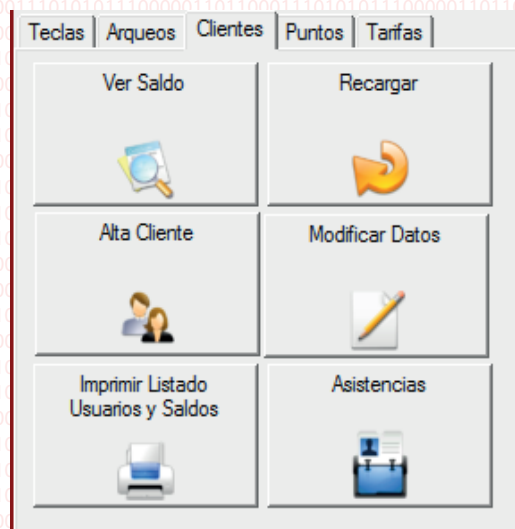 Teclas Arqueos Clientes Puntos Tarifas
Ver Saldo Recargar
Alta Cliente Modificar Datos
Imprimir Listado
Usuarios y Saldos
Asistencias